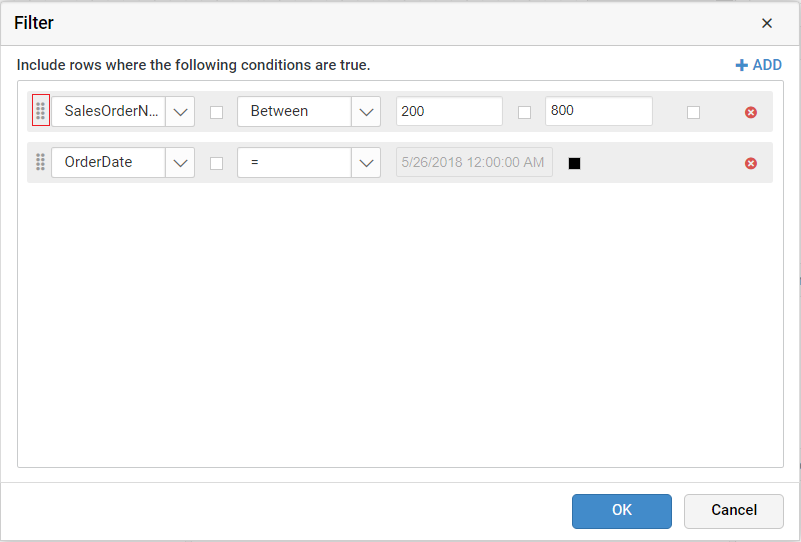 Filter
Include rows where the following conditions are true.
ADD
SalesOrderN... Between 200 800
OrderDate = 5/26/2018 12:00:00 AM
OK Cancel